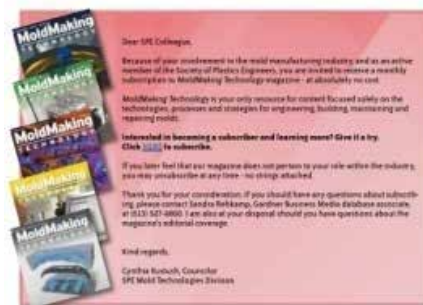 MoldMaking
TECHNOLOGY
MoldMaking
TECHNOLOGY
MoldMaking
TECHNOLOGY
MoldMaking
TECHNOLOGY
MoldMaking
Dear SPE Colleague,
Because of your involvement in the mold manufacturing industry and as an active
member of the Society of Plastics Engineers, you are invited to receive a monthly
subscription to MoldMaking Technology magazine - at absolutely no cost.
MoldMaking Technology is your only resource for content focused solely on the
technologies, processes and strategies for engineering, building, maintaining and
repairing molds.
Interested in becoming a subscriber and learning more? Give it a try.
Click HERE to subscribe.
If you later feel that our magazine does not pertain to your role within the industry,
you may unsubscribe at any time - no strings attached.
Thank you for your consideration. If you should have any questions about subscrib-
ing, please contact Sandra Rehkamp, Gardner Business Media database associate,
at (513) I am also at your disposal should you have questions about the
magazine's editorial coverage.
Kind regards,
Cynthia Kustush, Councilor
SPE Mold Technologies Division